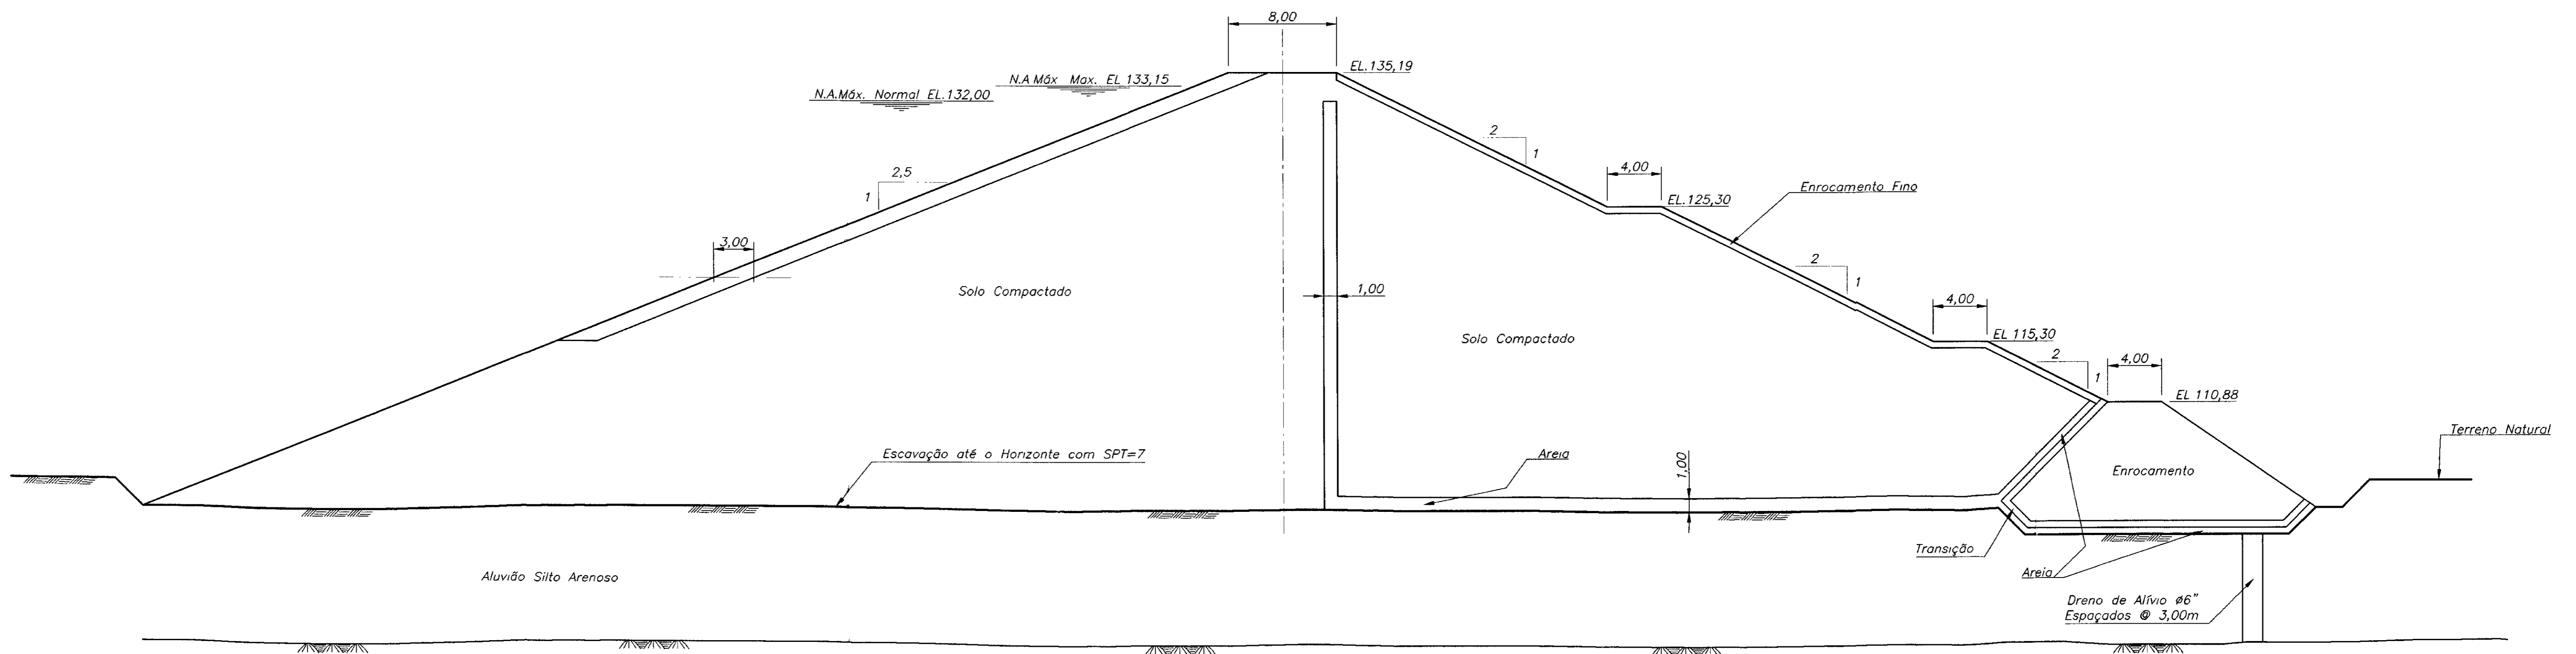 8,00
EL.135,19
N.A Máx Max. EL 133,15
N.A.Máx. Normal EL.132,00
2
1
4,00
2,5
1
Enrocamento Fino
EL.125,30
3,00
2
1
Solo Compactado
1,00
4,00
Solo Compactado
EL 115,30
2
4,00
1
EL 110,88
Terreno Natural
Escavação até o Horizonte com SPT=7
Areia
1,00
Enrocamento
Transição
Areia
Aluvião Silto Arenoso
Dreno de Alívio ø6"
Espaçados @ 3,00m